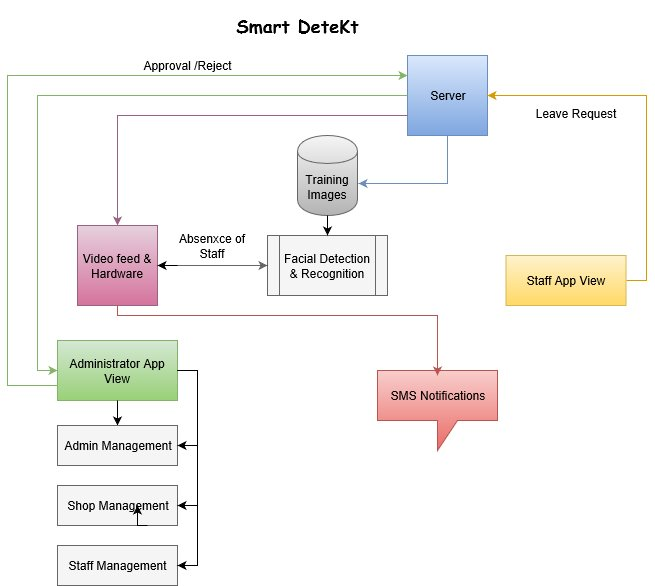 Smart DeteKt
Approval /Reject
Server
Leave Request
Training
Images
Absenxce of
Staff
Video feed &
Hardware
Facial Detection
& Recognition
Staff App View
Administrator App
View
SMS Notifications
Admin Management
Shop Management
Staff Management